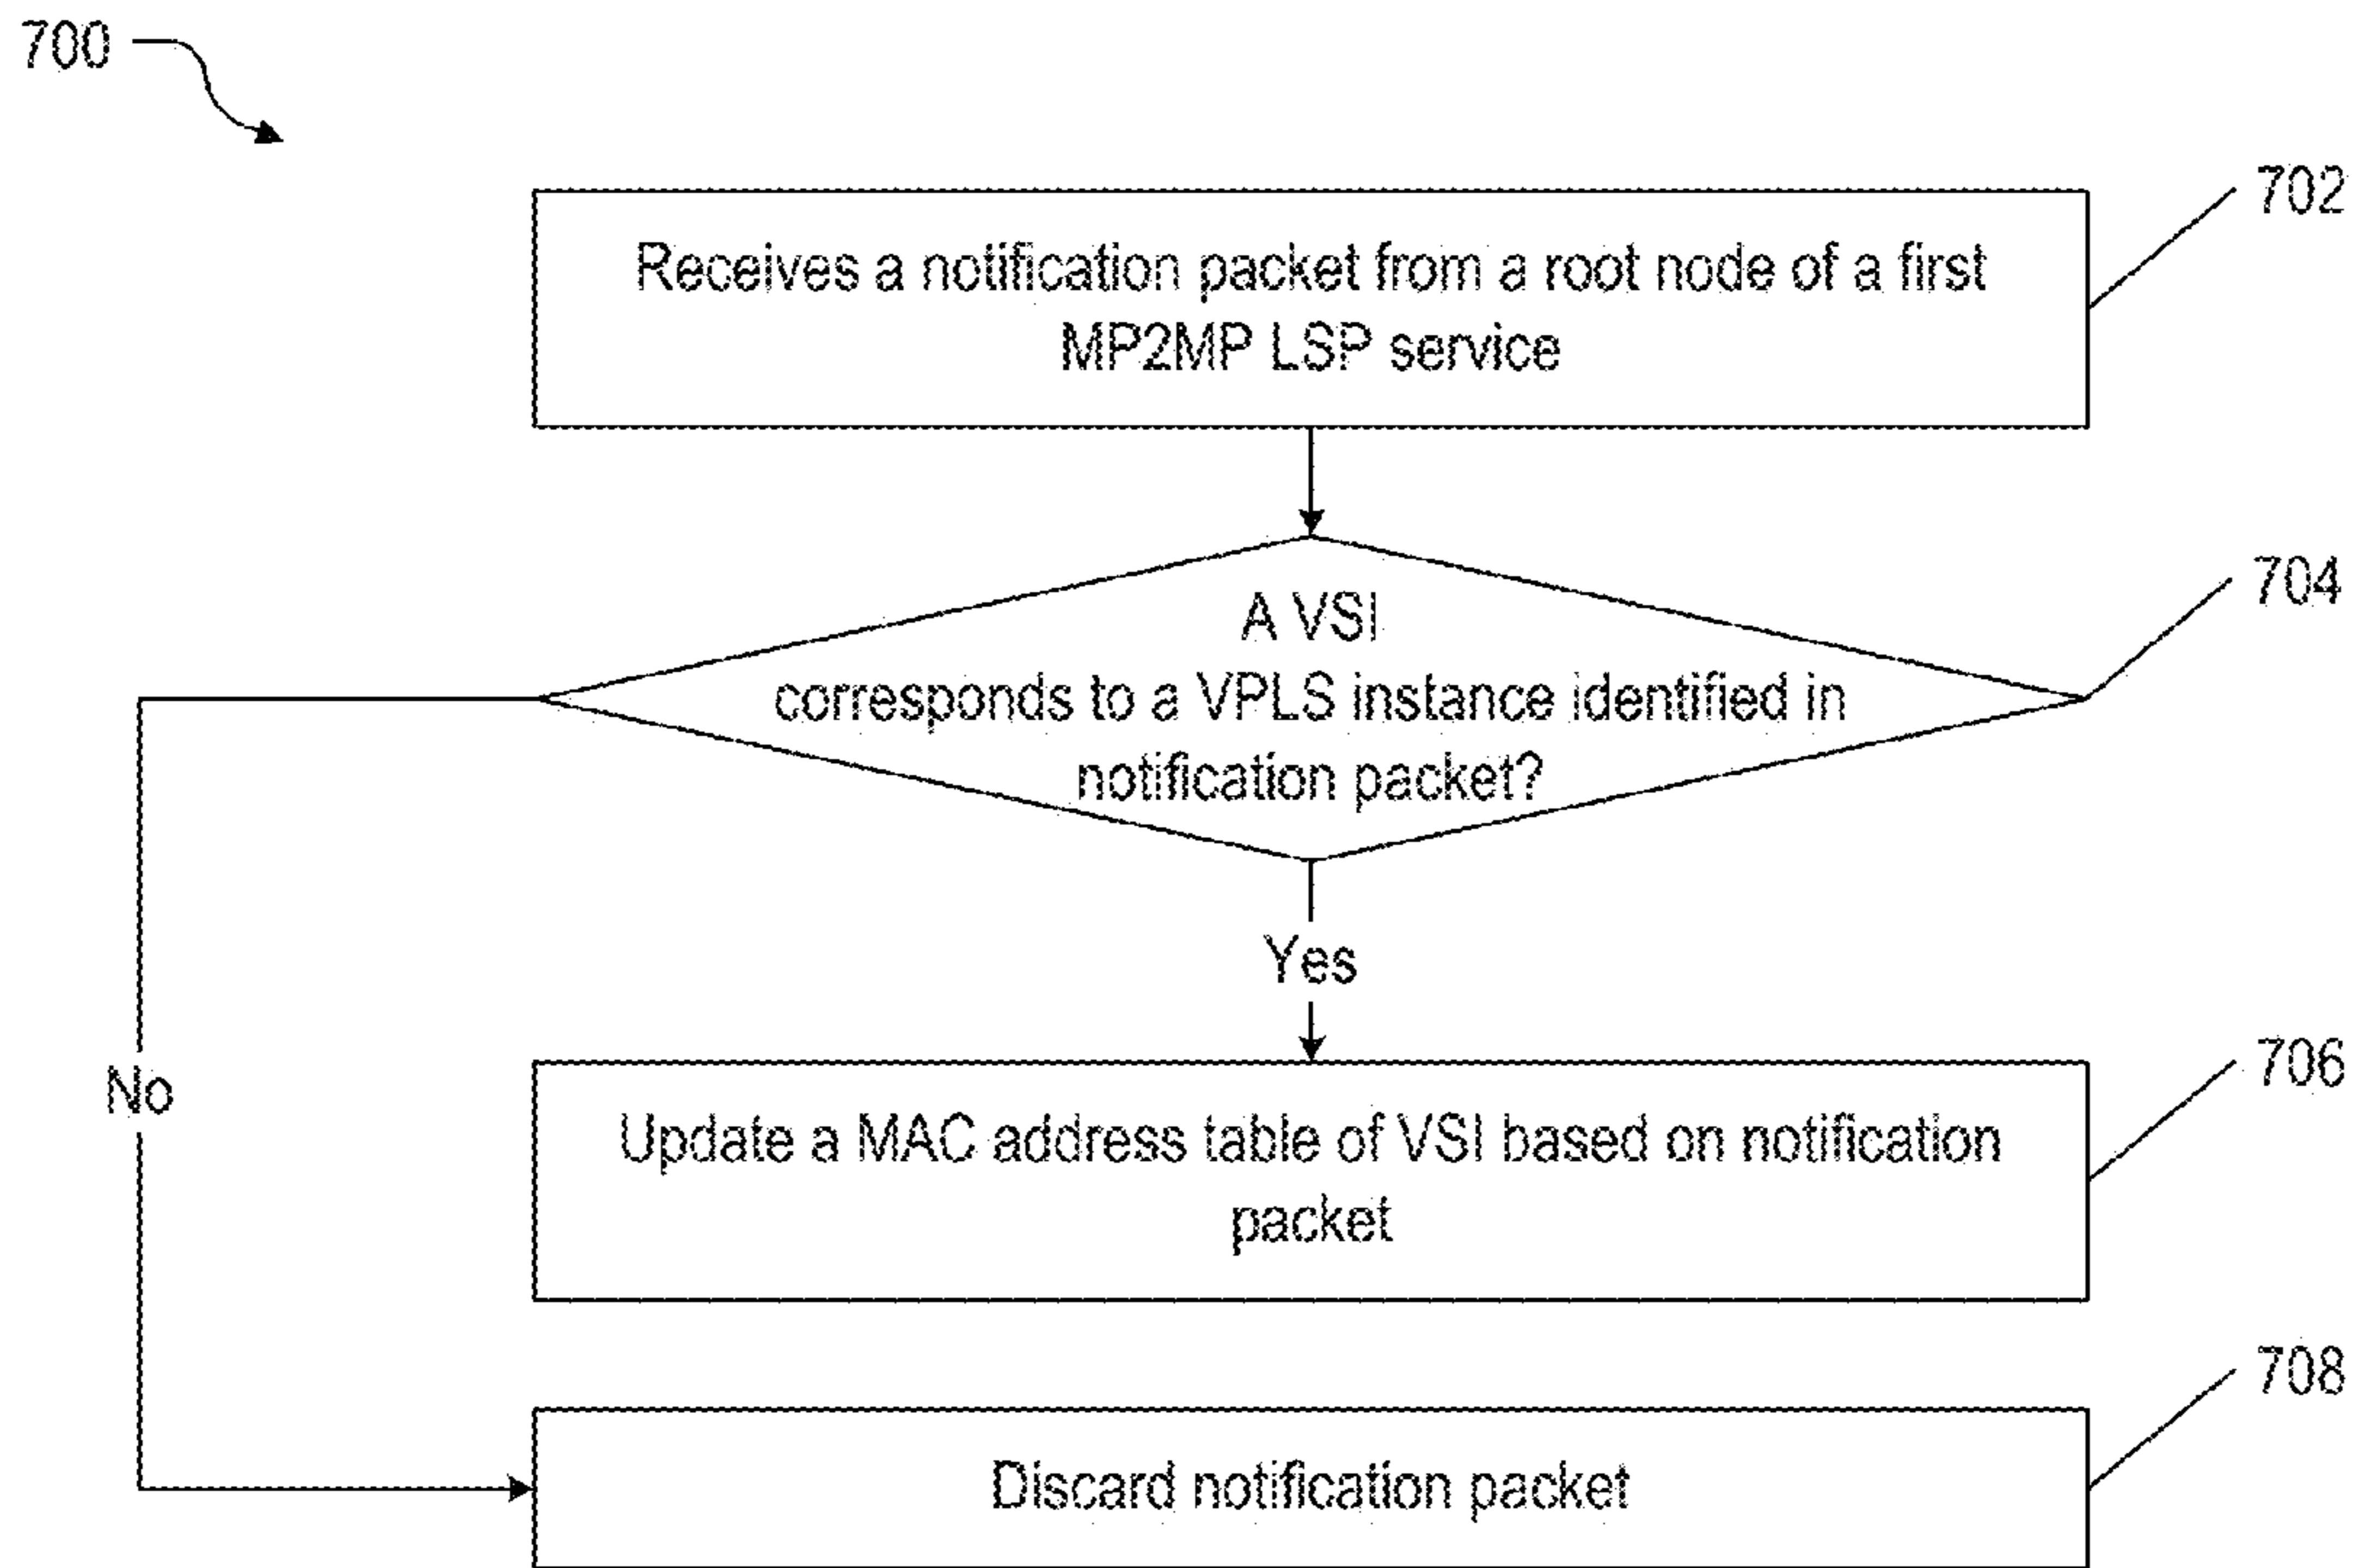 700
702
Receives a notification packet from a root node of a first
MP2MP LSP service
704
A VSI
corresponds to a VPLS instance identified in
notification packet?
Yes
No
706
Update a MAC address table of VSI based on notification
packet
708
Discard notification packet